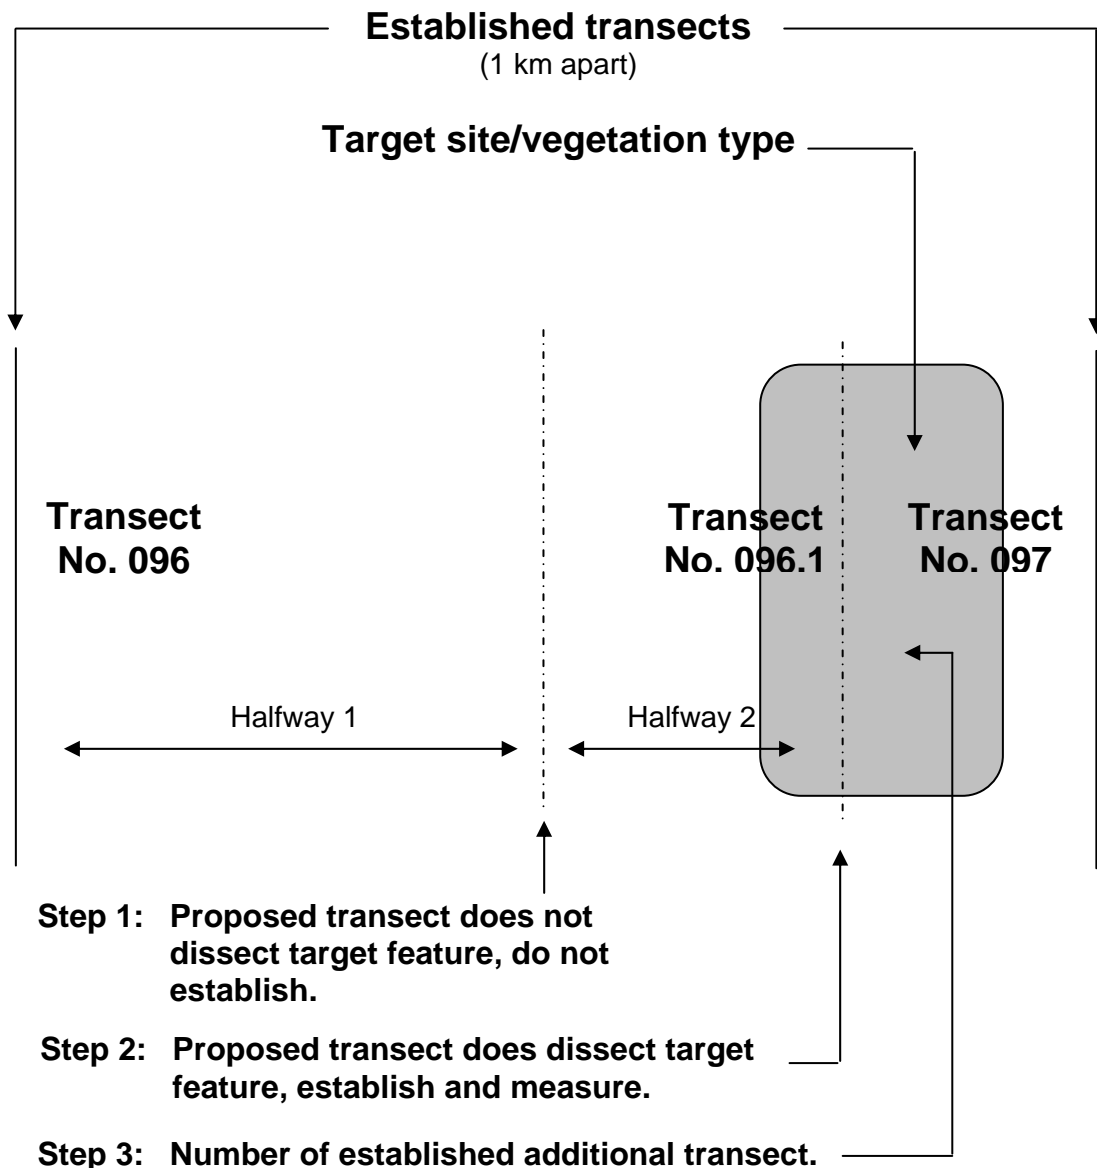 Established transects
(1 km apart)
Target site/vegetation type
Transect
No. 096
Transect
No. 096.1
Transect
No. 097
Halfway 1
Halfway 2
Step 1: Proposed transect does not
dissect target feature, do not
establish.
Step 2: Proposed transect does dissect target
feature, establish and measure.
Step 3: Number of established additional transect.